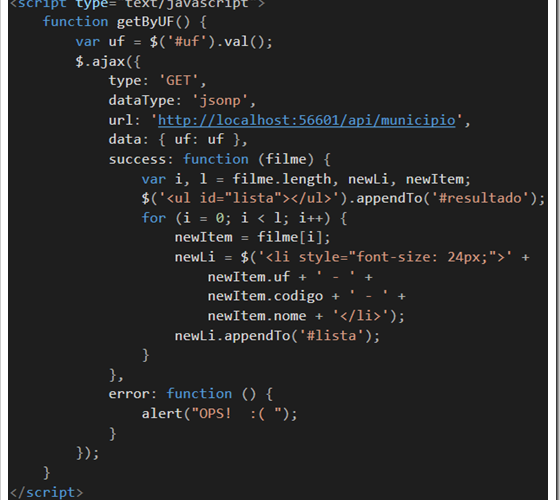 <script type="text/javascript">
function getByUF() {
var uf = $('#uf').val();
$.ajax({
type: 'GET',
dataType: 'jsonp',
url: 'http://localhost:56601/api/municipio',
data: { uf: uf },
success: function (filme) {
var i, l = filme.length, newLi, newItem;
$('<ul id="lista"></ul>').appendTo('#resultado');
for (i = 0; i < l; i++) {
newItem = filme[i];
newLi = $('<li style="font-size: 24px;">' +
newItem.uf + ' - ' +
newItem.codigo + ' - ' +
newItem.nome + '</li>');
newLi.appendTo('#lista');
}
},
error: function () {
alert("OPS!  :( ");
}
});
}
</script>